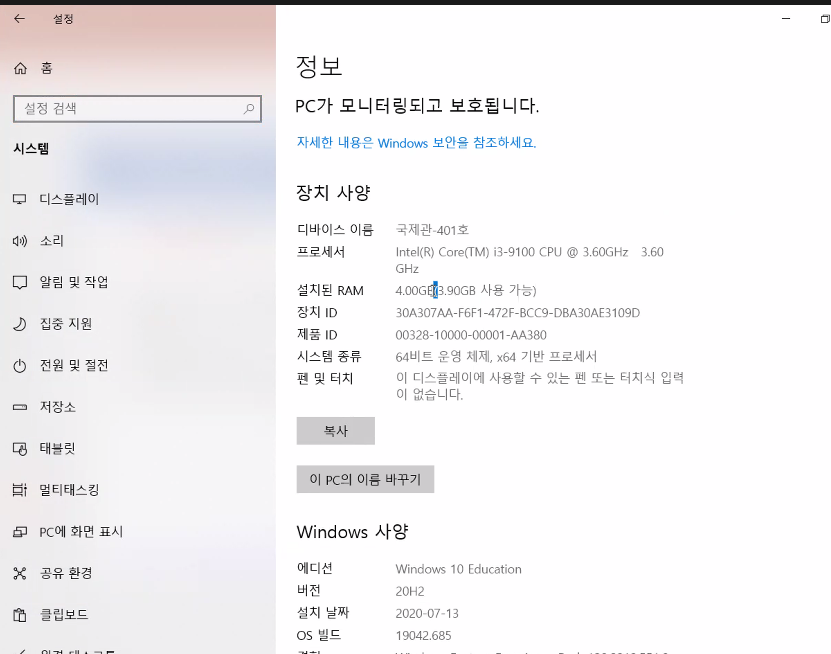 설정
홈
설정 검색
시스템
디스플레이
소리
알림 및 작업
집중 지원
전원 및 절전
저장소
태블릿
멀티태스킹
PC에 화면 표시
공유 환경
클립보드
정보
PC가 모니터링되고 보호됩니다.
자세한 내용은 Windows 보안을 참조하세요.
장치 사양
디바이스 이름 국제관-401호
프로세서 Intel(R) Core(TM) i3-9100 CPU @ 3.60GHz 3.60
GHz
설치된 RAM 4.00GB(3.90GB 사용 가능)
장치 ID 30A307AA-F6F1-472F-BCC9-DBA30AE3109D
제품 ID 00328-10000-00001-AA380
시스템 종류 64비트 운영 체제, x64 기반 프로세서
펜 및 터치 이 디스플레이에 사용할 수 있는 펜 또는 터치식 입력
이 없습니다.
복사
이 PC의 이름 바꾸기
Windows 사양
에디션 Windows 10 Education
버전 20H2
설치 날짜 2020-07-13
OS 빌드 19042.685